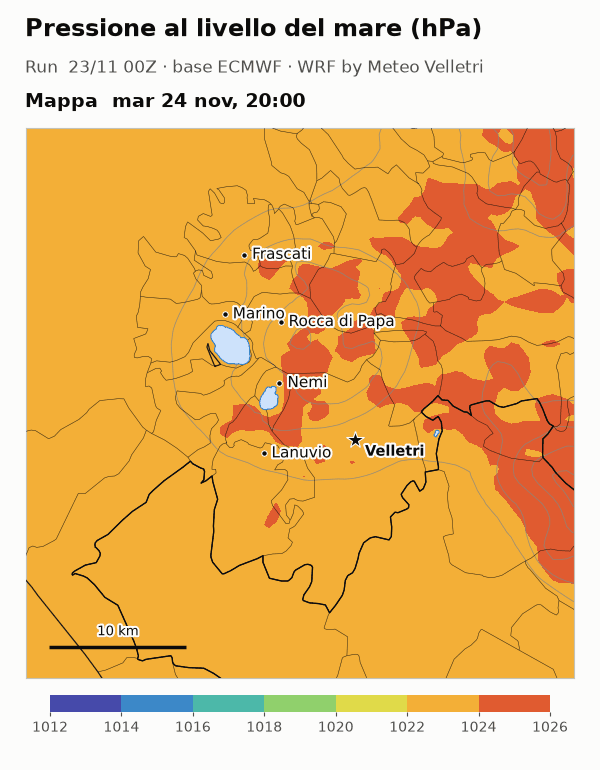 Pressione al livello del mare (hPa)
Run  23/11 00Z · base ECMWF · WRF by Meteo Velletri
Mappa  mar 24 nov, 20:00
Frascati
Marino
Rocca di Papa
Nemi
Velletri
Lanuvio
10 km
1012 1014 1016 1018 1020 1022 1024 1026